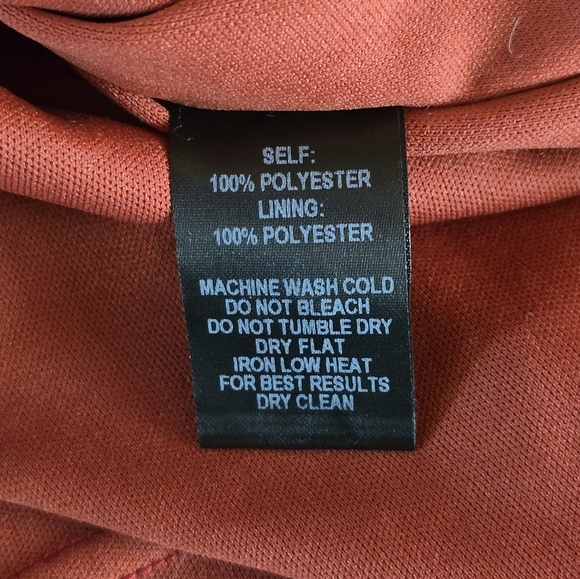 SELF:
100% POLYESTER
LINING:
100% POLYESTER
MACHINE WASH COLD
DO NOT BLEACH
DO NOT TUMBLE DRY
DRY FLAT
IRON LOW HEAT
FOR BEST RESULTS
DRY CLEAN